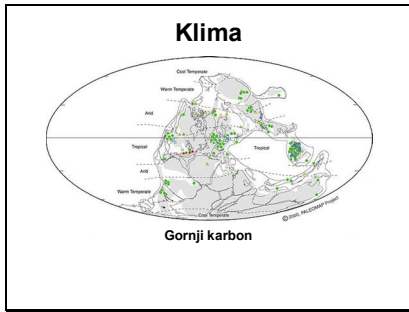 Klima
Cool Temperate
Warm Temperate
Arid
Tropical
Tropical
Arid
Warm Temperate
Cool Temperate
© 2000, PALEOMAP Project
Gornji karbon